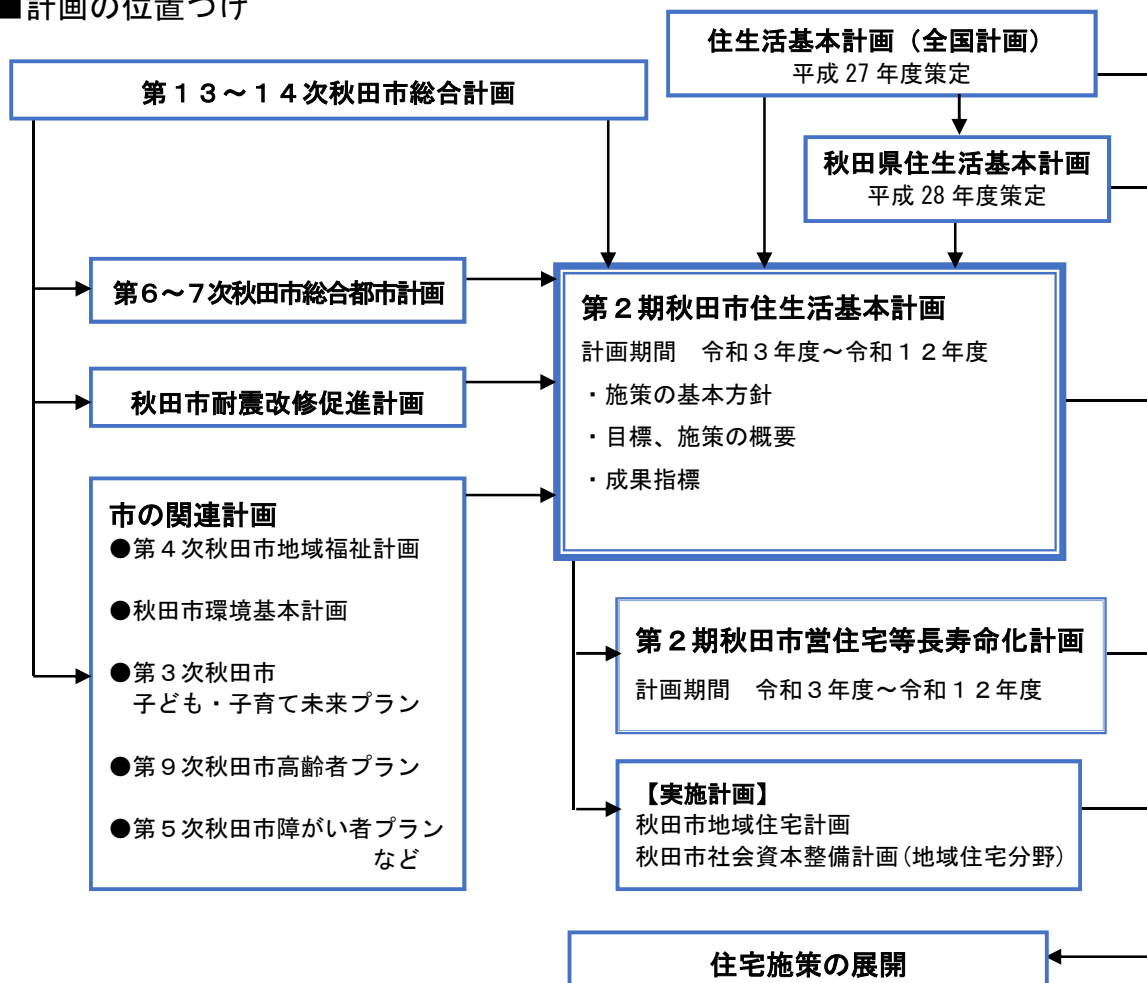 ■計画の位置づけ
住生活基本計画（全国計画）
平成27年度策定
第１３～１４次秋田市総合計画
秋田県住生活基本計画
平成28年度策定
第６～７次秋田市総合都市計画
秋田市耐震改修促進計画
市の関連計画
●第４次秋田市地域福祉計画
●秋田市環境基本計画
●第３次秋田市
子ども・子育て未来プラン
●第９次秋田市高齢者プラン
●第５次秋田市障がい者プラン
など
第２期秋田市住生活基本計画
計画期間　令和３年度～令和１２年度
・施策の基本方針
・目標、施策の概要
・成果指標
第２期秋田市営住宅等長寿命化計画
計画期間　令和３年度～令和１２年度
【実施計画】
秋田市地域住宅計画
秋田市社会資本整備計画(地域住宅分野)
住宅施策の展開